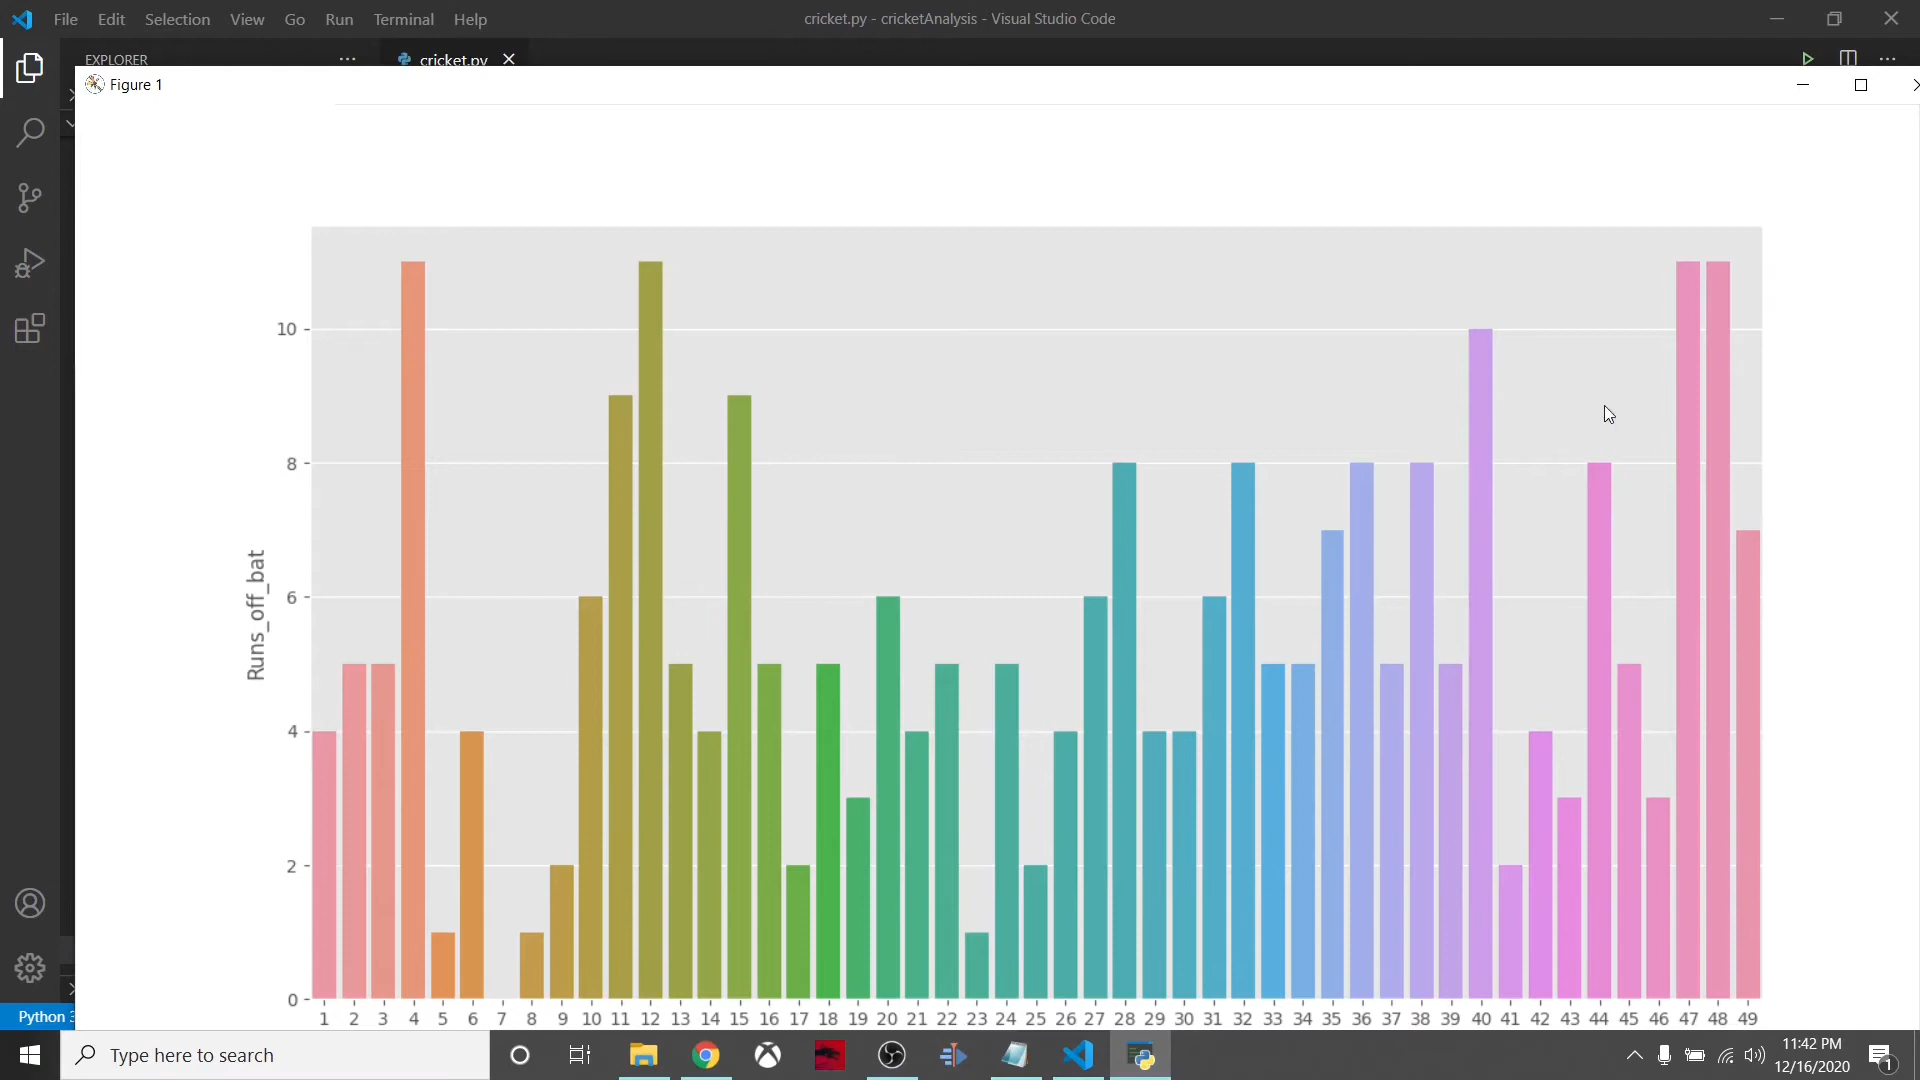 File Edit Selection View Go Run Terminal Help
cricket.py - cricketAnalysis - Visual Studio Code
EXPLORER
cricket.py
Figure 1
10
8
6
4
2
0
Runs_off_bat
1 2 3 4 5 6 7 8 9 10 11 12 13 14 15 16 17 18 19 20 21 22 23 24 25 26 27 28 29 30 31 32 33 34 35 36 37 38 39 40 41 42 43 44 45 46 47 48 49
Python 3
Type here to search
11:42 PM
12/16/2020
1